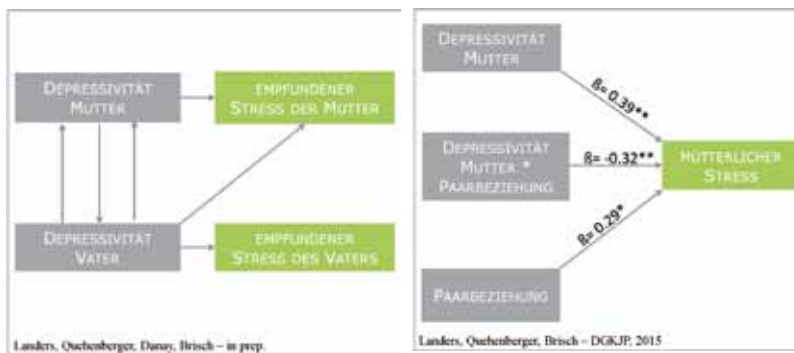 DEPRESSIVITÄT
MUTTER
EMPFUNDENER
STRESS DER MUTTER
DEPRESSIVITÄT
VATER
EMPFUNDENER
STRESS DES VATERS
Landers, Quehenberger, Danay, Brisch – in prep.
DEPRESSIVITÄT
MUTTER
ß= 0.39**
DEPRESSIVITÄT
MUTTER *
PAARBEZIEHUNG
ß= -0.32**
MÜTTERLICHER
STRESS
ß= 0.29*
PAARBEZIEHUNG
Landers, Quehenberger, Brisch – DGKJP, 2015